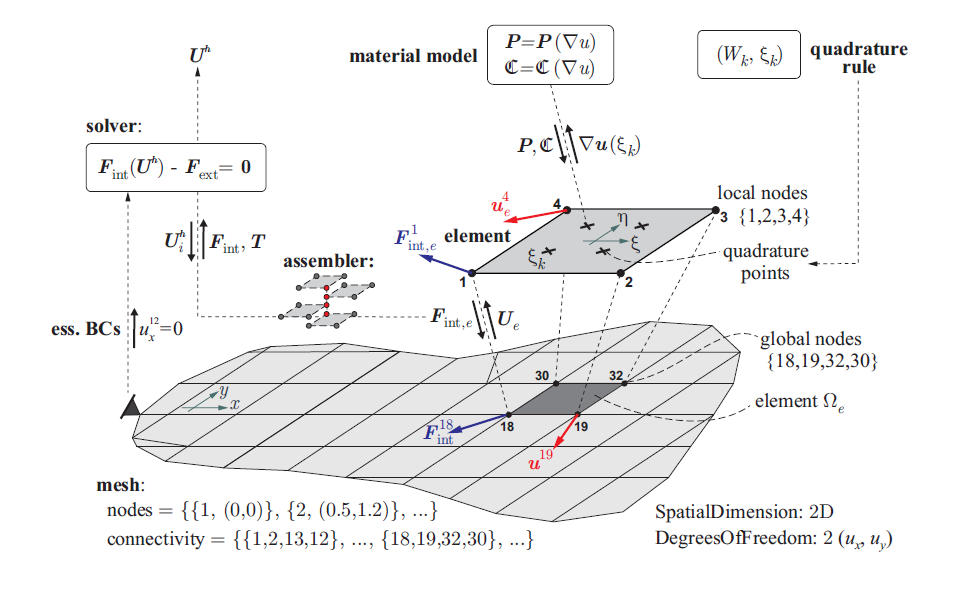 U^h
solver:
F_int(U^h) - F_ext= 0
U_i^h
F_int, T
assembler:
ess. BCs
u_x^12=0
material model
P=P(∇u)
ℂ=ℂ(∇u)
(W_k, ξ_k)
quadrature
rule
P, ℂ
∇u(ξ_k)
local nodes
{1,2,3,4}
u_e^4
4
3
η
ξ
F_int,e^1
element
ξ_k
quadrature
points
1
2
F_int,e
U_e
global nodes
{18,19,32,30}
30
32
element Ω_e
y
x
F_int^18
18
19
u^19
mesh:
nodes = {{1, (0,0)}, {2, (0.5,1.2)}, ...}
connectivity = {{1,2,13,12}, ..., {18,19,32,30}, ...}
SpatialDimension: 2D
DegreesOfFreedom: 2 (u_x, u_y)